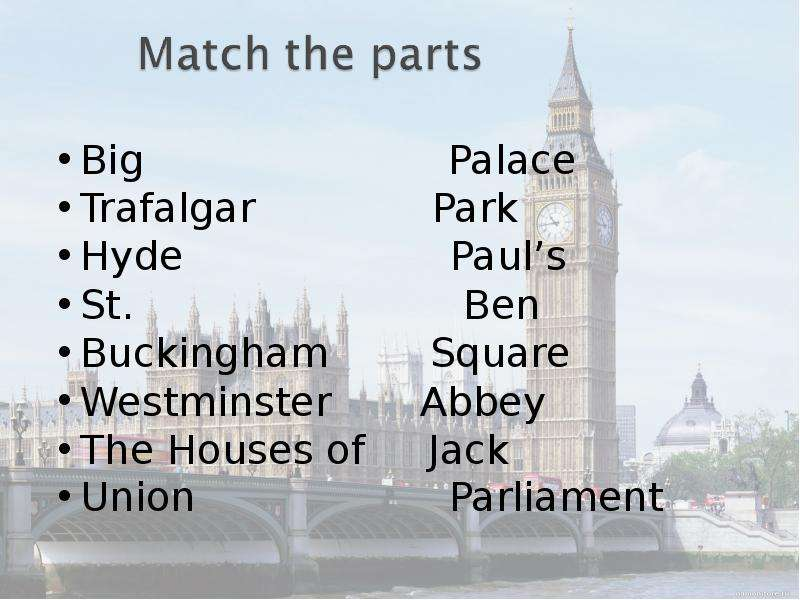 Match the parts
• Big Palace
• Trafalgar Park
• Hyde Paul’s
• St. Ben
• Buckingham Square
• Westminster Abbey
• The Houses of Jack
• Union Parliament